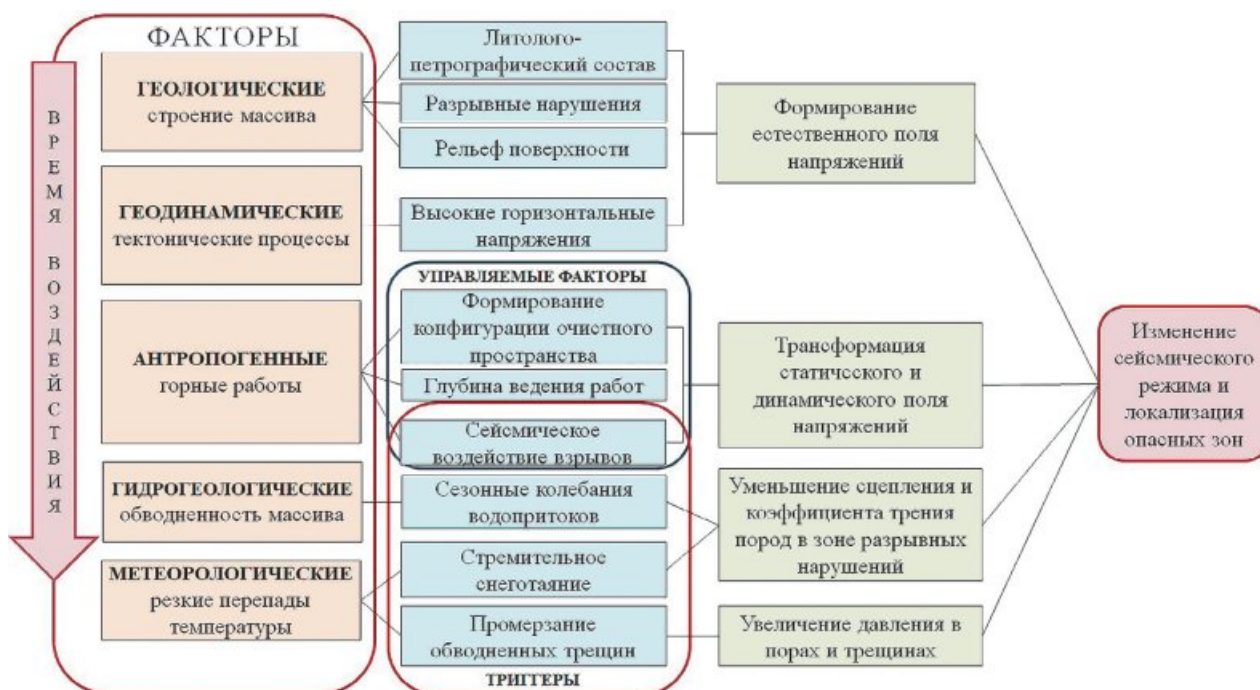 ФАКТОРЫ
ВРЕМЯ ВОЗДЕЙСТВИЯ
ГЕОЛОГИЧЕСКИЕ
строение массива
ГЕОДИНАМИЧЕСКИЕ
тектонические процессы
АНТРОПОГЕННЫЕ
горные работы
ГИДРОГЕОЛОГИЧЕСКИЕ
обводненность массива
МЕТЕОРОЛОГИЧЕСКИЕ
резкие перепады
температуры
Литолого-
петрографический состав
Разрывные нарушения
Рельеф поверхности
Высокие горизонтальные
напряжения
УПРАВЛЯЕМЫЕ ФАКТОРЫ
Формирование
конфигурации очистного
пространства
Глубина ведения работ
Сейсмическое
воздействие взрывов
Сезонные колебания
водопритоков
Стремительное
снеготаяние
Промерзание
обводненных трещин
ТРИГГЕРЫ
Формирование
естественного поля
напряжений
Трансформация
статического и
динамического поля
напряжений
Уменьшение сцепления и
коэффициента трения
пород в зоне разрывных
нарушений
Увеличение давления в
порах и трещинах
Изменение
сейсмического
режима и
локализация
опасных зон